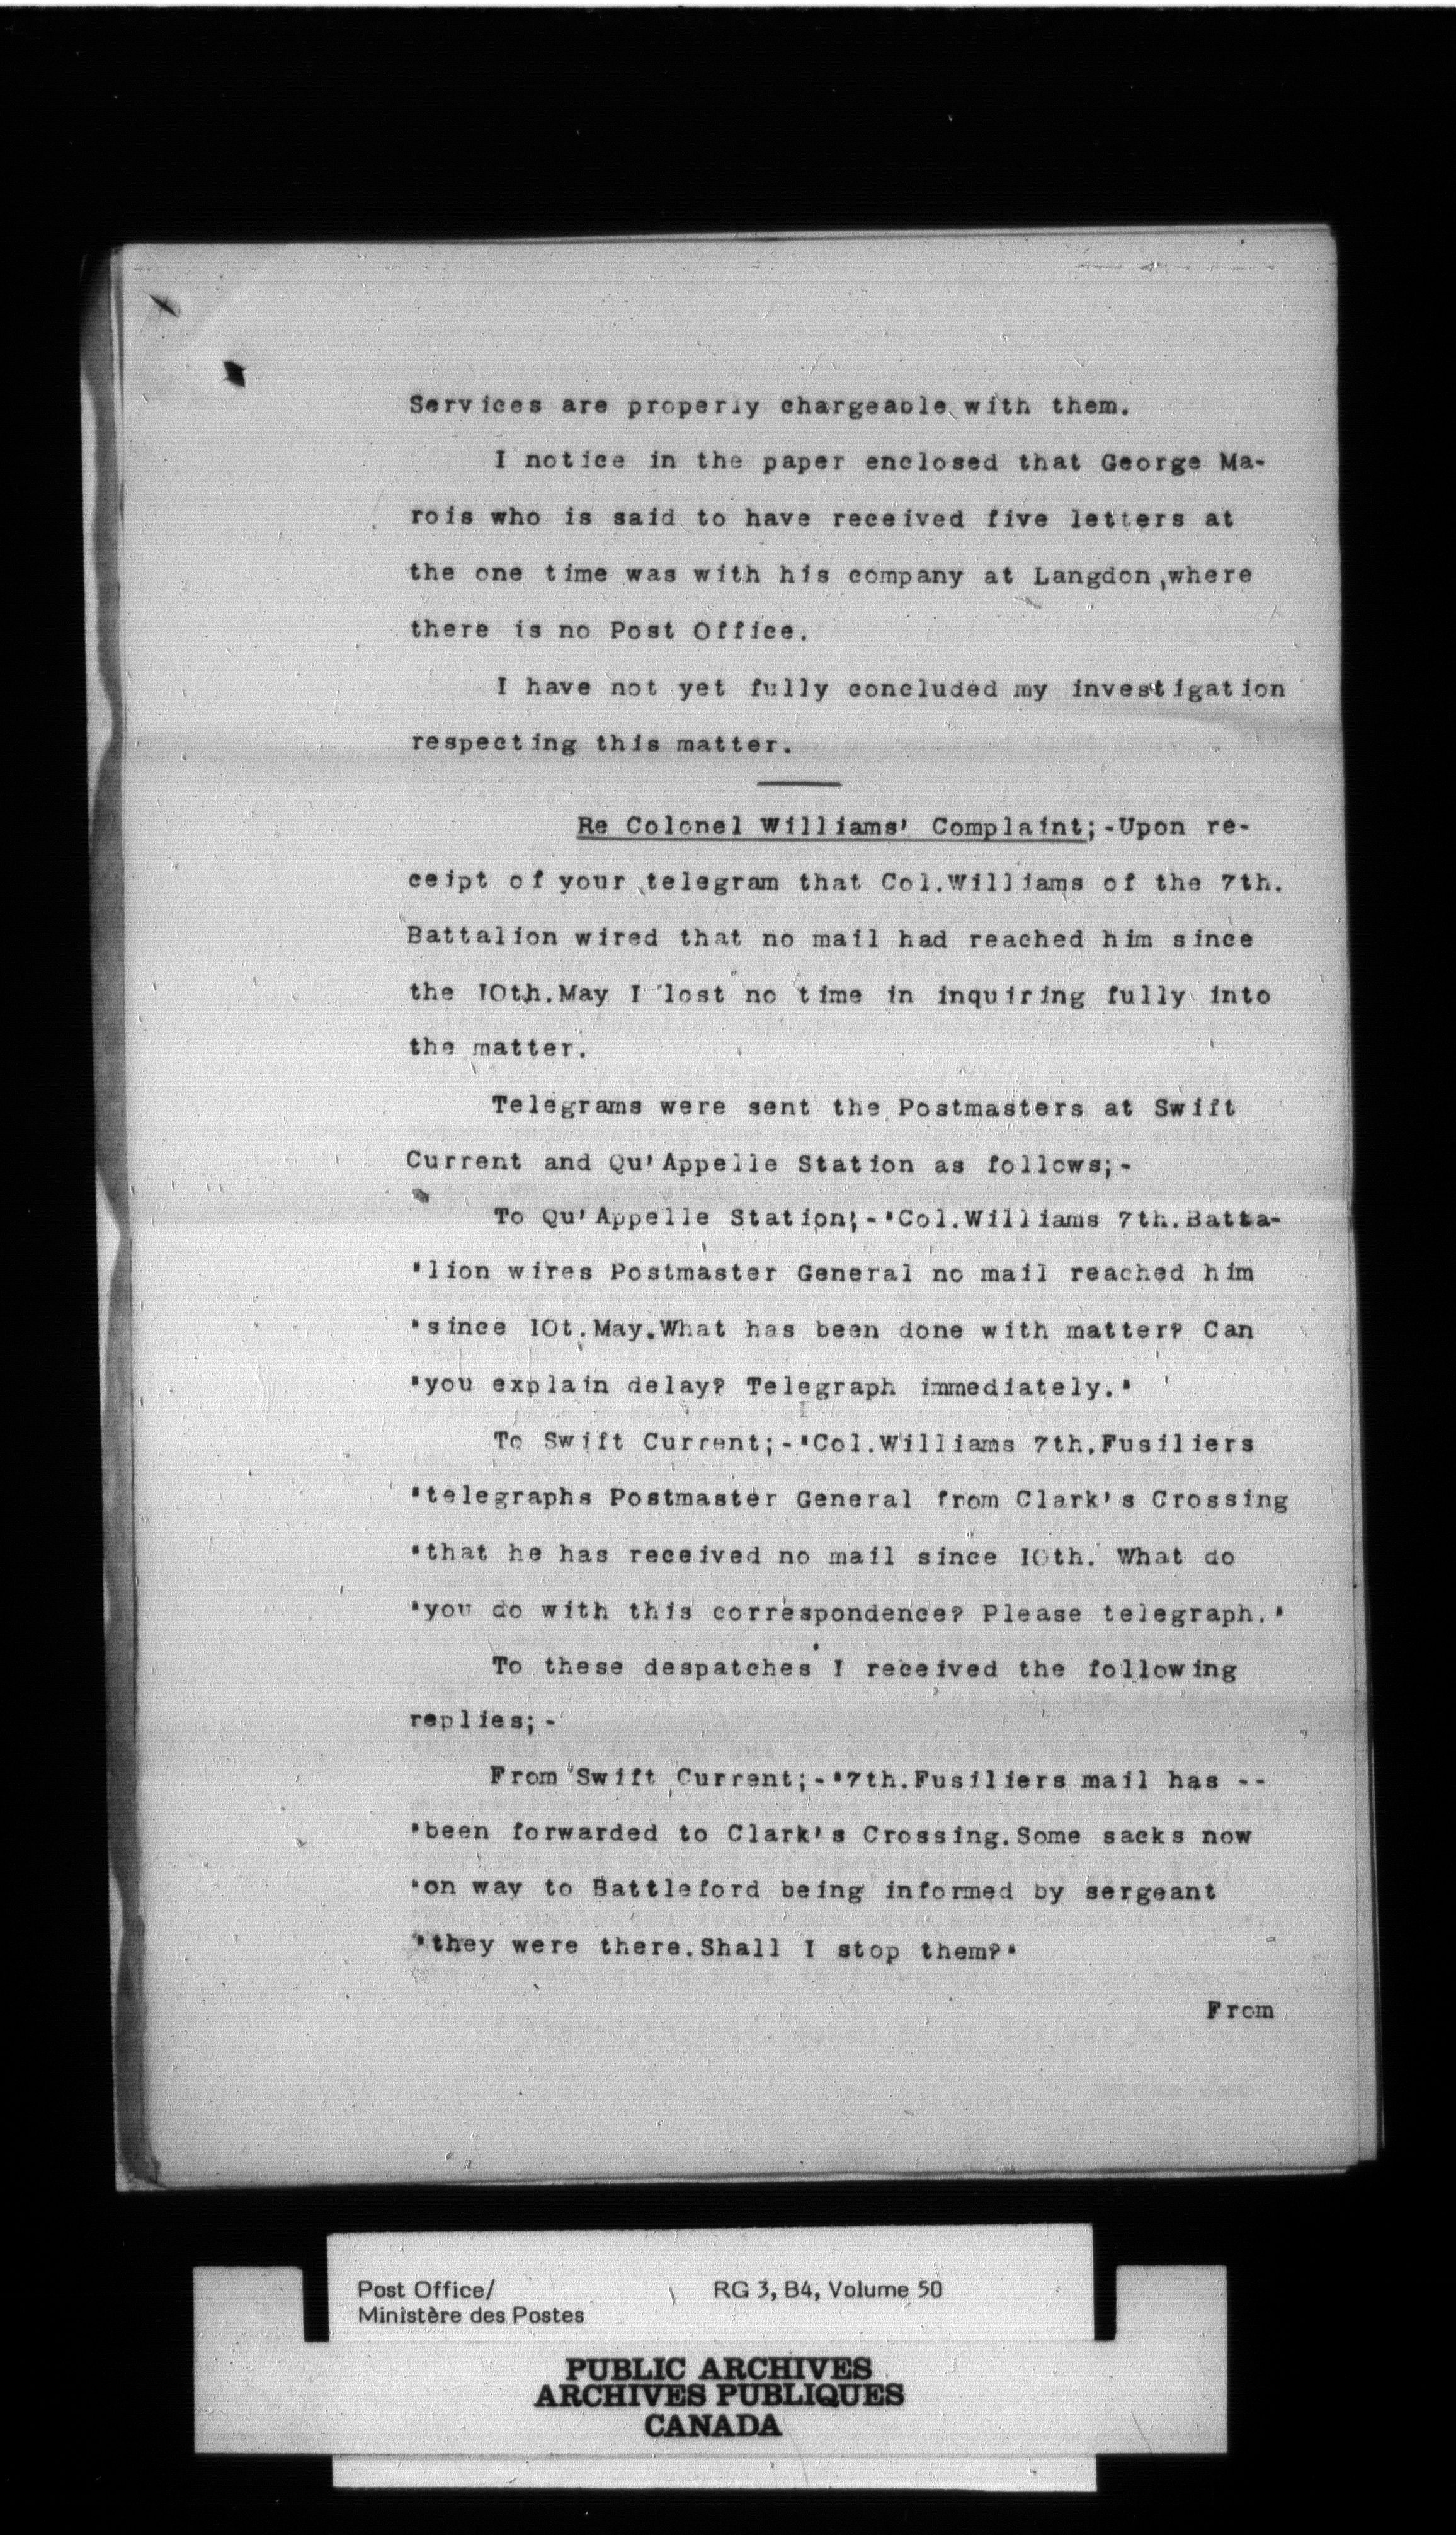 Services are properly chargeable with them.
I notice in the paper enclosed that George Ma-
rois who is said to have received five letters at
the one time was with his company at Langdon,where
there is no Post Office.
I have not yet fully concluded my investigation
respecting this matter.
Re Colonel Williams' Complaint;-Upon re-
ceipt of your telegram that Col.Williams of the 7th.
Battalion wired that no mail had reached him since
the IOth.May I lost no time in inquiring fully into
the matter.
Telegrams were sent the Postmasters at Swift
Current and Qu'Appelle Station as follows;-
To Qu'Appelle Station;-"Col.Williams 7th.Batta-
"lion wires Postmaster General no mail reached him
"since IOt.May.What has been done with matter? Can
"you explain delay? Telegraph immediately."
To Swift Current;-"Col.Williams 7th.Fusiliers
"telegraphs Postmaster General from Clark's Crossing
"that he has received no mail since IOth. What do
"you do with this correspondence? Please telegraph."
To these despatches I received the following
replies;-
From Swift Current;-"7th.Fusiliers mail has --
"been forwarded to Clark's Crossing.Some sacks now
"on way to Battleford being informed by sergeant
"they were there.Shall I stop them?"
From
Post Office/ RG 3, B4, Volume 50
Ministère des Postes
PUBLIC ARCHIVES
ARCHIVES PUBLIQUES
CANADA